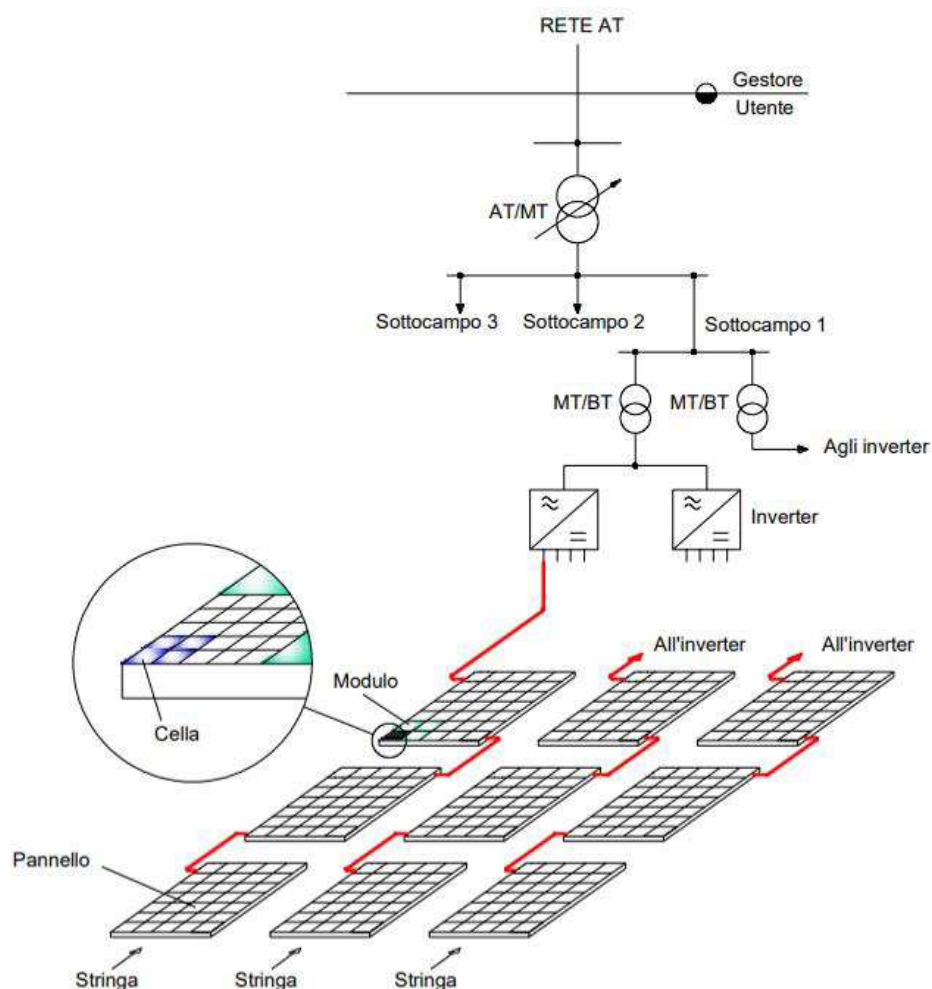 RETE AT
Gestore
Utente
AT/MT
Sottocampo 3
Sottocampo 2
Sottocampo 1
MT/BT
MT/BT
Agli inverter
Inverter
All'inverter
All'inverter
Modulo
Cella
Pannello
Stringa
Stringa
Stringa